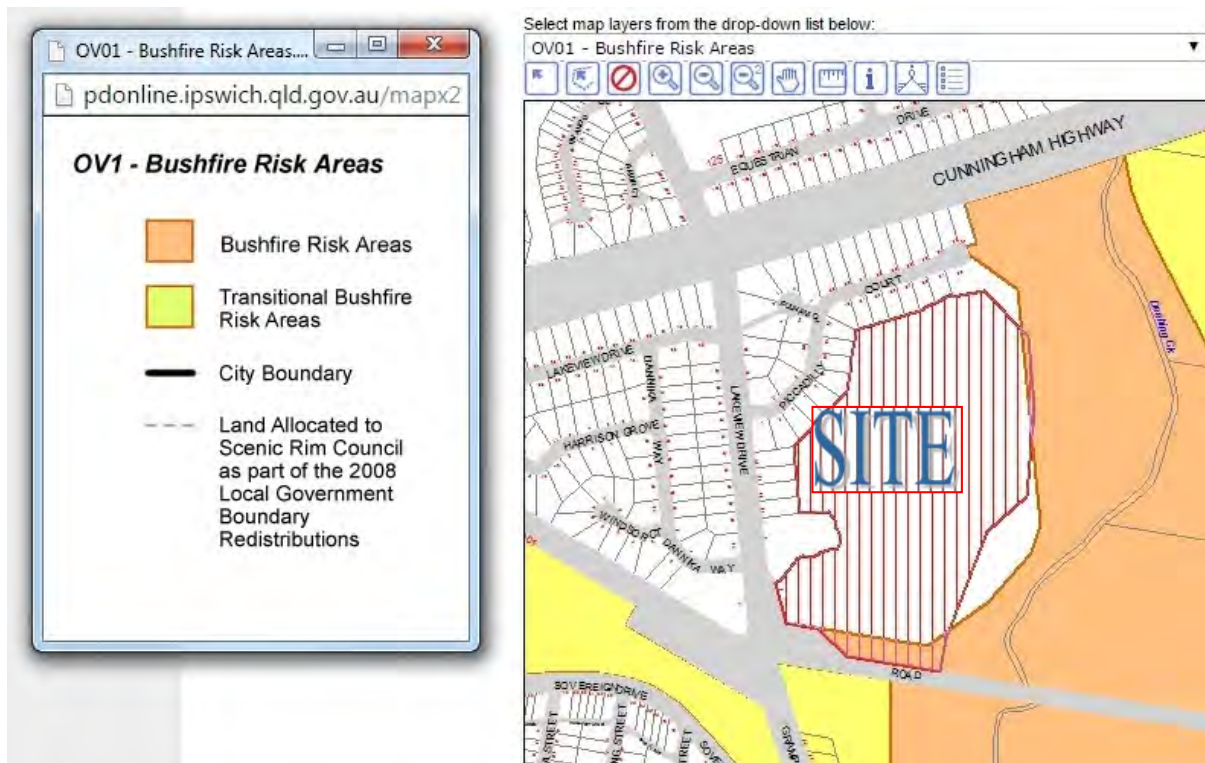 OV01 - Bushfire Risk Areas....
pdonline.ipswich.qld.gov.au/mapx2
OV1 - Bushfire Risk Areas
Bushfire Risk Areas
Transitional Bushfire
Risk Areas
City Boundary
Land Allocated to
Scenic Rim Council
as part of the 2008
Local Government
Boundary
Redistributions
Select map layers from the drop-down list below:
OV01 - Bushfire Risk Areas
DRIVE
EQUESTRIAN
125
CUNNINGHAM HIGHWAY
COURT
LAKEVIEW DRIVE
DANNIKA
WAY
PICCADILLY
LAKEVIEW DRIVE
HARRISON GROVE
SITE
WINDSOR CT
DANNIKA WAY
ROAD
SOVEREIGN DRIVE
STREET
STREET